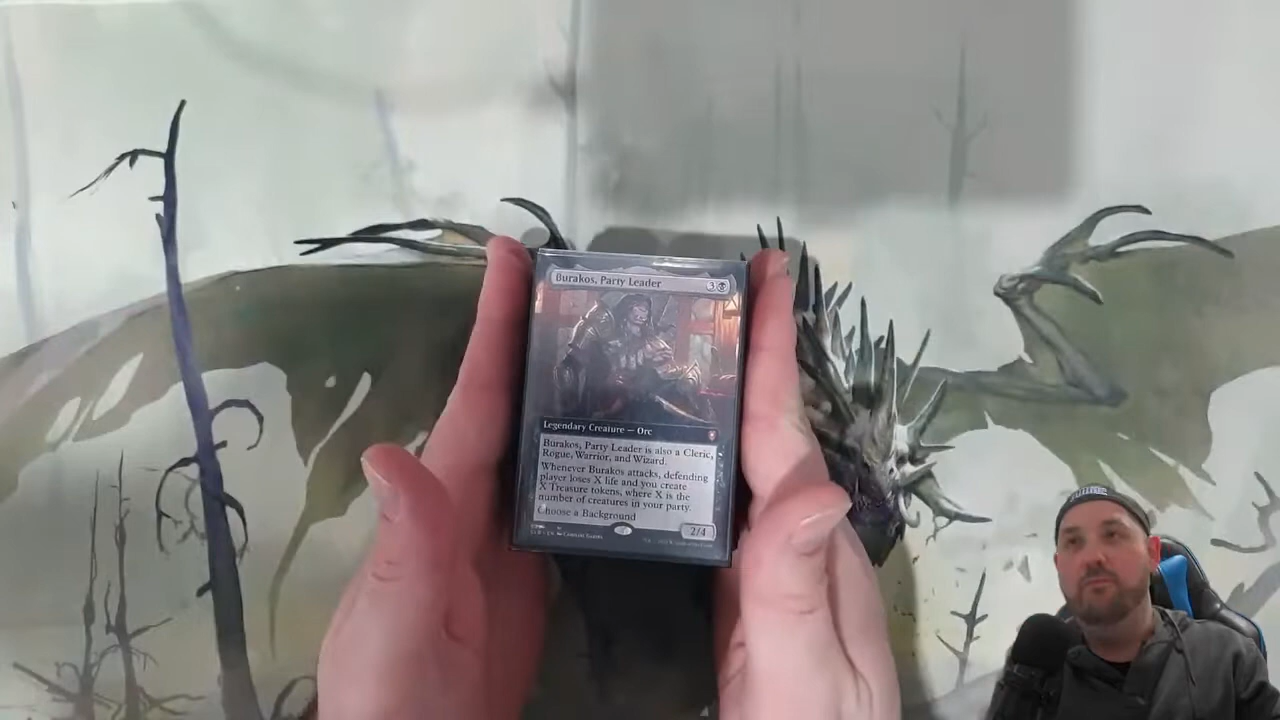 Burakos, Party Leader
3
Legendary Creature — Orc
Burakos, Party Leader is also a Cleric,
Rogue, Warrior, and Wizard.
Whenever Burakos attacks, defending
player loses X life and you create
X Treasure tokens, where X is the
number of creatures in your party.
Choose a Background
2/4